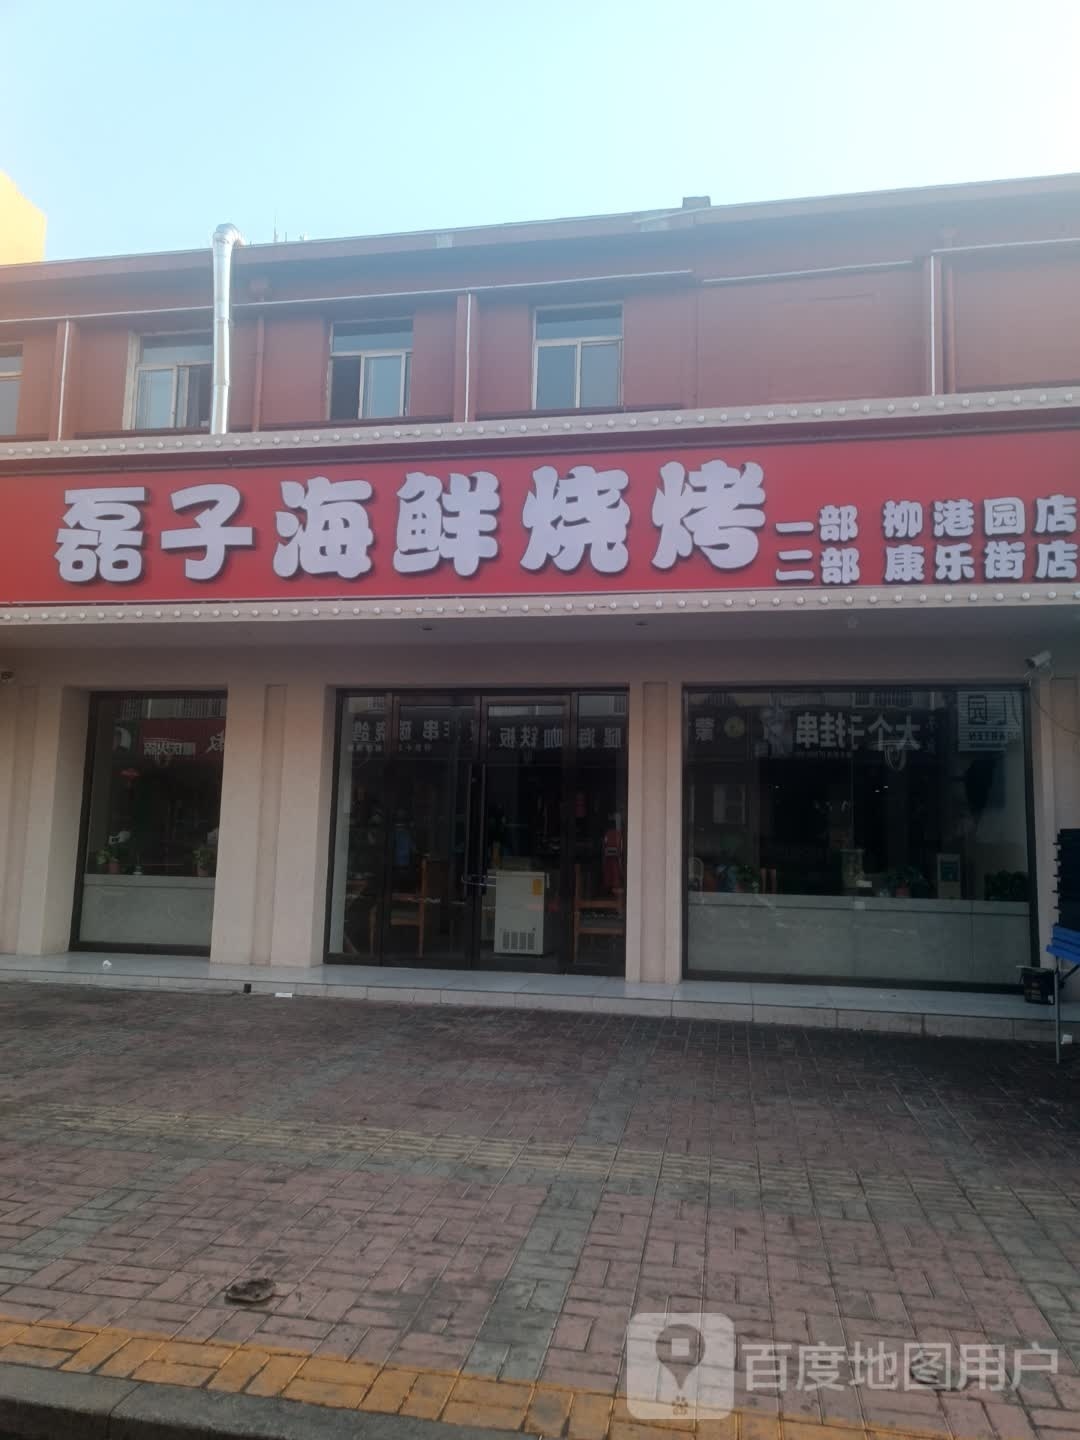 磊子海鲜烧烤
一部 柳港园店
二部 康乐街店
大个子挂串
百度地图用户